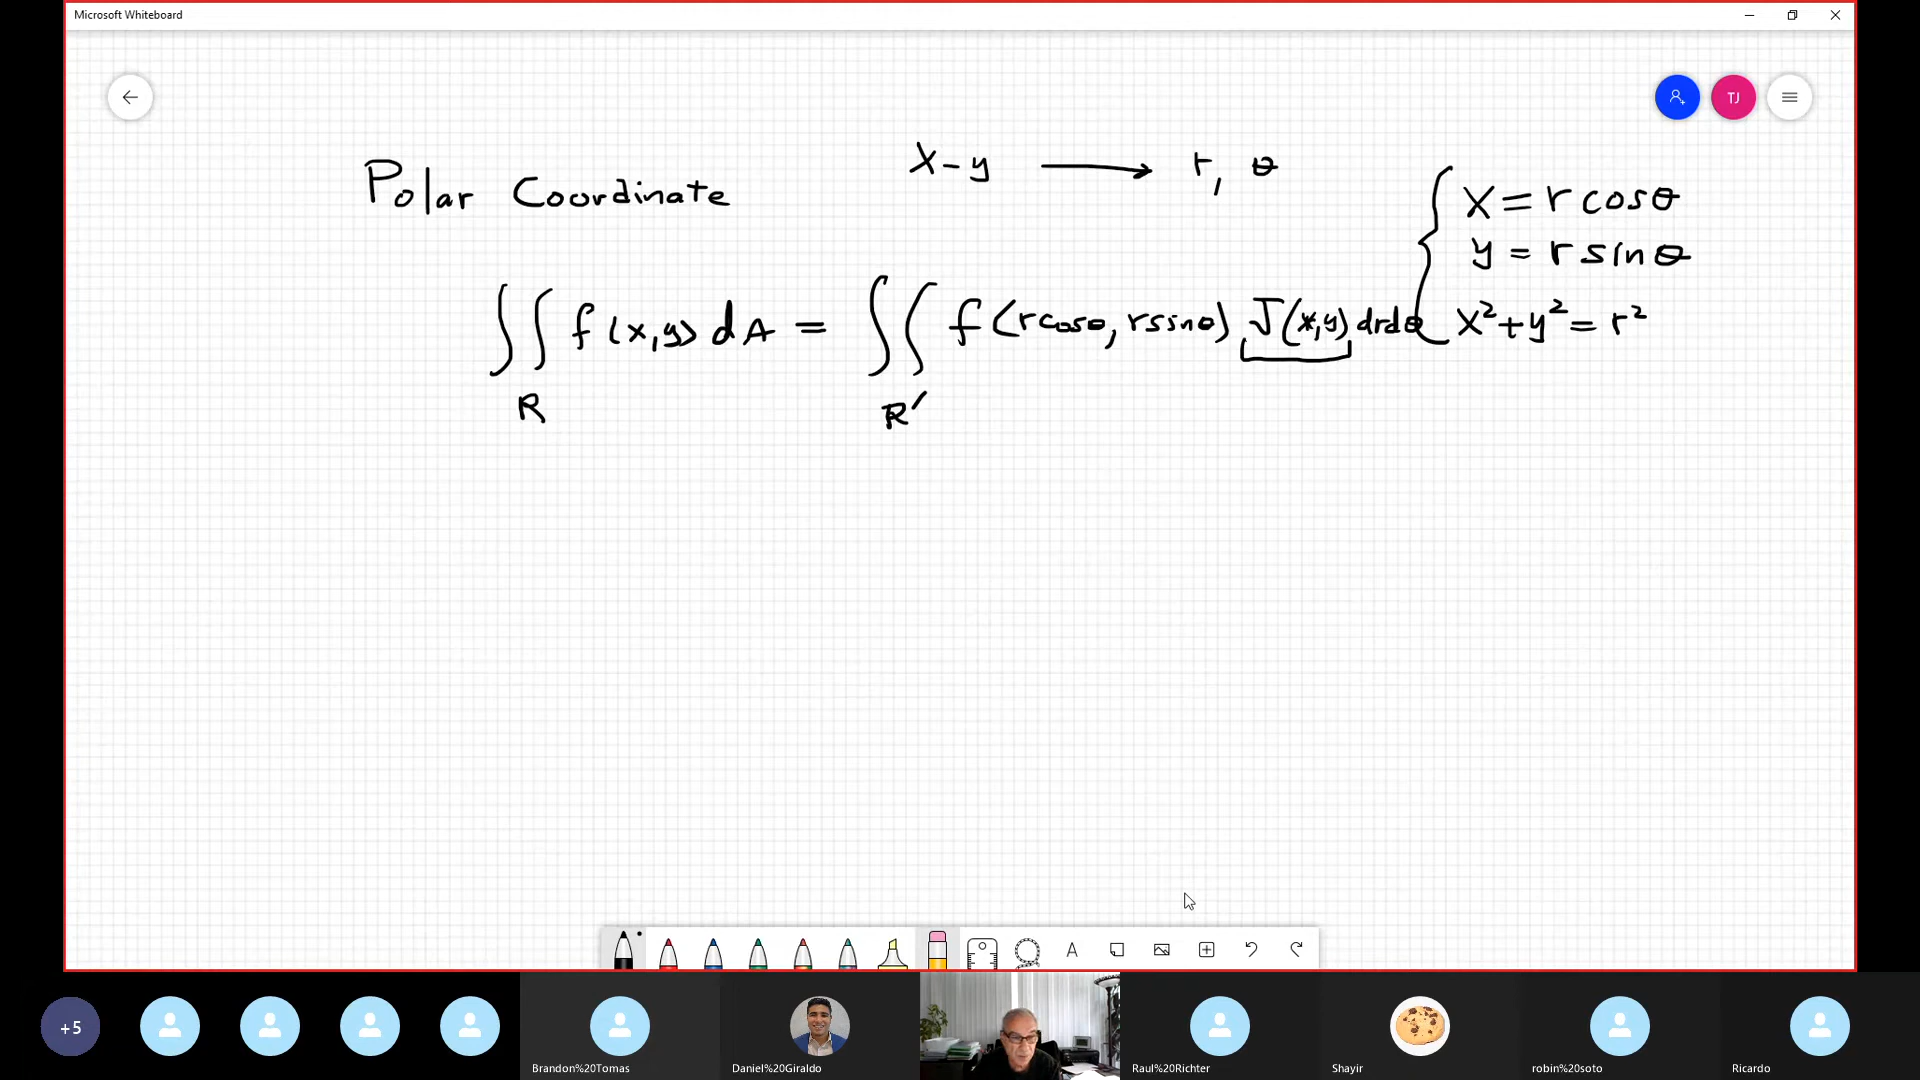 Microsoft Whiteboard
TJ
Polar Coordinate
x - y ⟶ r, θ
x = r cosθ
y = r sinθ
x² + y² = r²
∬ f(x,y) dA = ∬ f(rcosθ, rsinθ) J(x,y) drdθ
R R′
A
+5
Brandon%20Tomas
Daniel%20Giraldo
Raul%20Richter
Shayir
robin%20soto
Ricardo